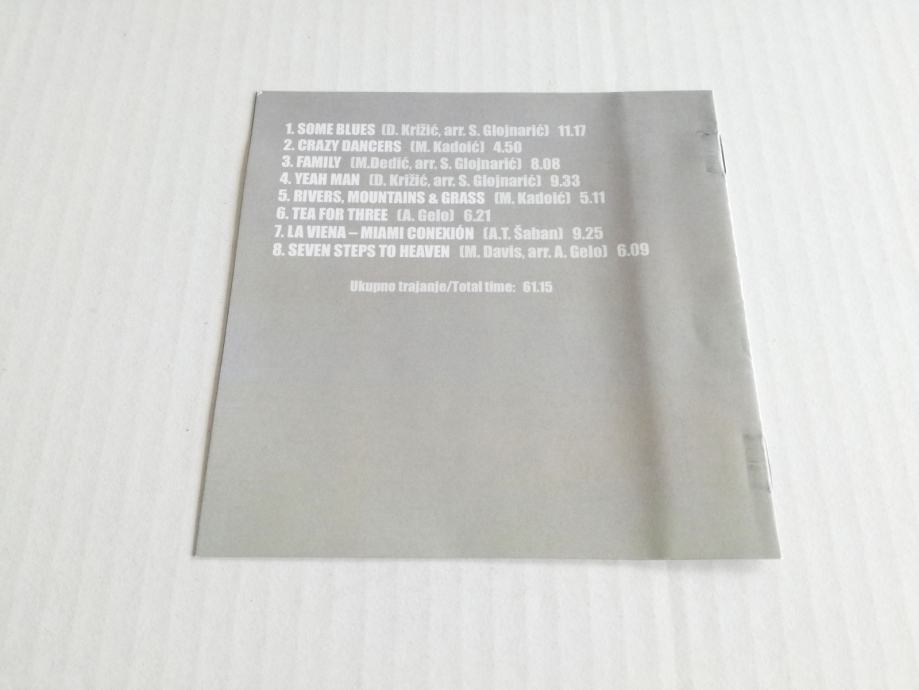 1. SOME BLUES (D. Križić, arr. S. Glojnarić) 11.17
2. CRAZY DANCERS (M. Kadoić) 4.50
3. FAMILY (M.Dedić, arr. S. Glojnarić) 8.08
4. YEAH MAN (D. Križić, arr. S. Glojnarić) 9.33
5. RIVERS, MOUNTAINS & GRASS (M. Kadoić) 5.11
6. TEA FOR THREE (A. Gelo) 6.21
7. LA VIENA – MIAMI CONEXIÓN (A.T. Šaban) 9.25
8. SEVEN STEPS TO HEAVEN (M. Davis, arr. A. Gelo) 6.09
Ukupno trajanje/Total time: 61.15